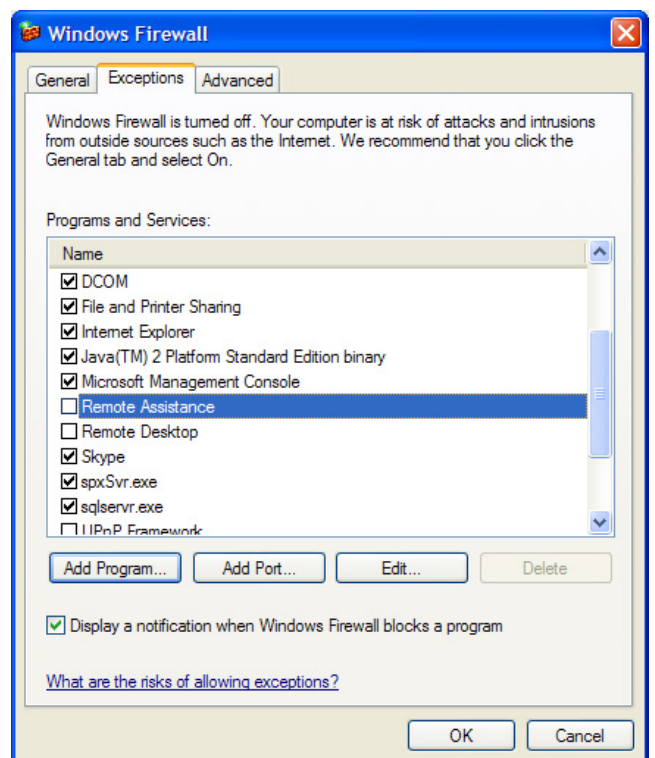 Windows Firewall
General Exceptions Advanced
Windows Firewall is turned off. Your computer is at risk of attacks and intrusions
from outside sources such as the Internet. We recommend that you click the
General tab and select On.
Programs and Services:
Name
DCOM
File and Printer Sharing
Internet Explorer
Java(TM) 2 Platform Standard Edition binary
Microsoft Management Console
Remote Assistance
Remote Desktop
Skype
spxSvr.exe
sqlservr.exe
UPnP Framework
Add Program... Add Port... Edit... Delete
Display a notification when Windows Firewall blocks a program
What are the risks of allowing exceptions?
OK Cancel